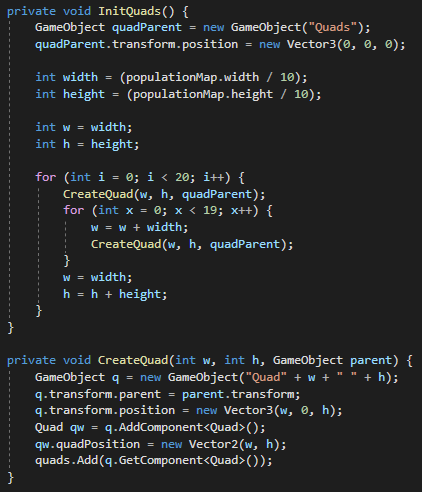 private void InitQuads() {
    GameObject quadParent = new GameObject("Quads");
    quadParent.transform.position = new Vector3(0, 0, 0);

    int width = (populationMap.width / 10);
    int height = (populationMap.height / 10);

    int w = width;
    int h = height;

    for (int i = 0; i < 20; i++) {
        CreateQuad(w, h, quadParent);
        for (int x = 0; x < 19; x++) {
            w = w + width;
            CreateQuad(w, h, quadParent);
        }
        w = width;
        h = h + height;
    }
}

private void CreateQuad(int w, int h, GameObject parent) {
    GameObject q = new GameObject("Quad" + w + " " + h);
    q.transform.parent = parent.transform;
    q.transform.position = new Vector3(w, 0, h);
    Quad qw = q.AddComponent<Quad>();
    qw.quadPosition = new Vector2(w, h);
    quads.Add(q.GetComponent<Quad>());
}